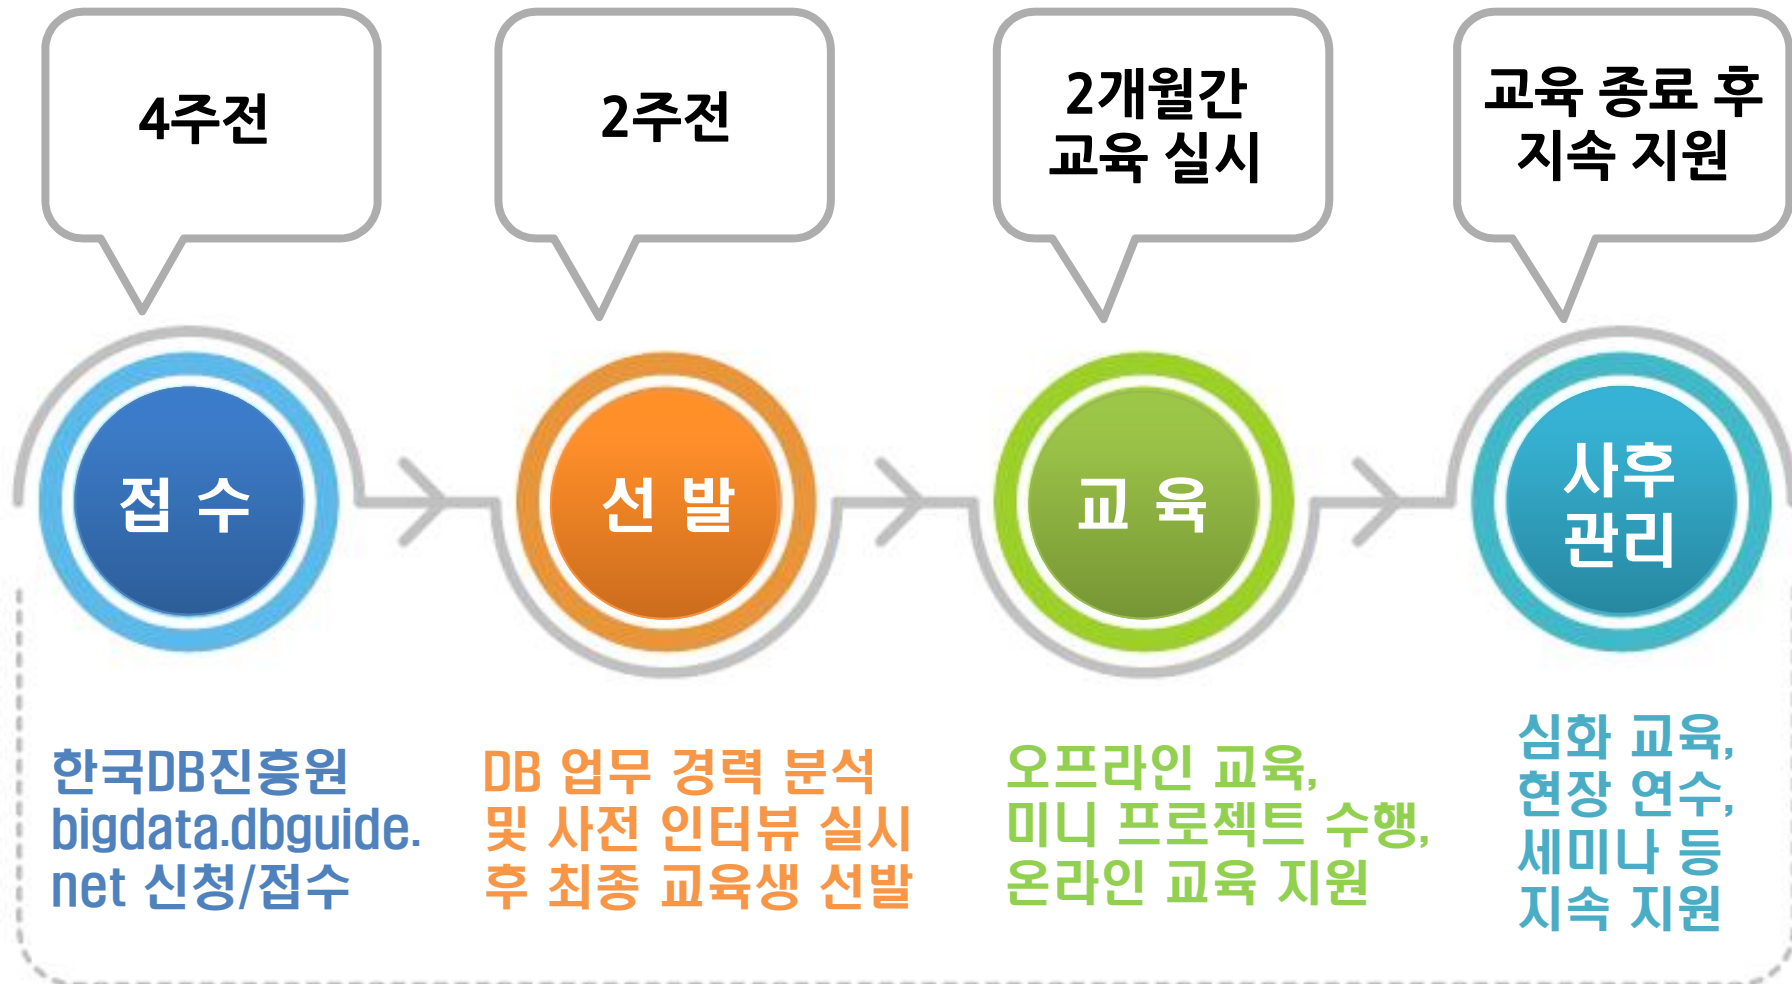 4주전
2주전
2개월간
교육 실시
교육 종료 후
지속 지원
접 수
선 발
교 육
사후
관리
한국DB진흥원
bigdata.dbguide.
net 신청/접수
DB 업무 경력 분석
및 사전 인터뷰 실시
후 최종 교육생 선발
오프라인 교육,
미니 프로젝트 수행,
온라인 교육 지원
심화 교육,
현장 연수,
세미나 등
지속 지원